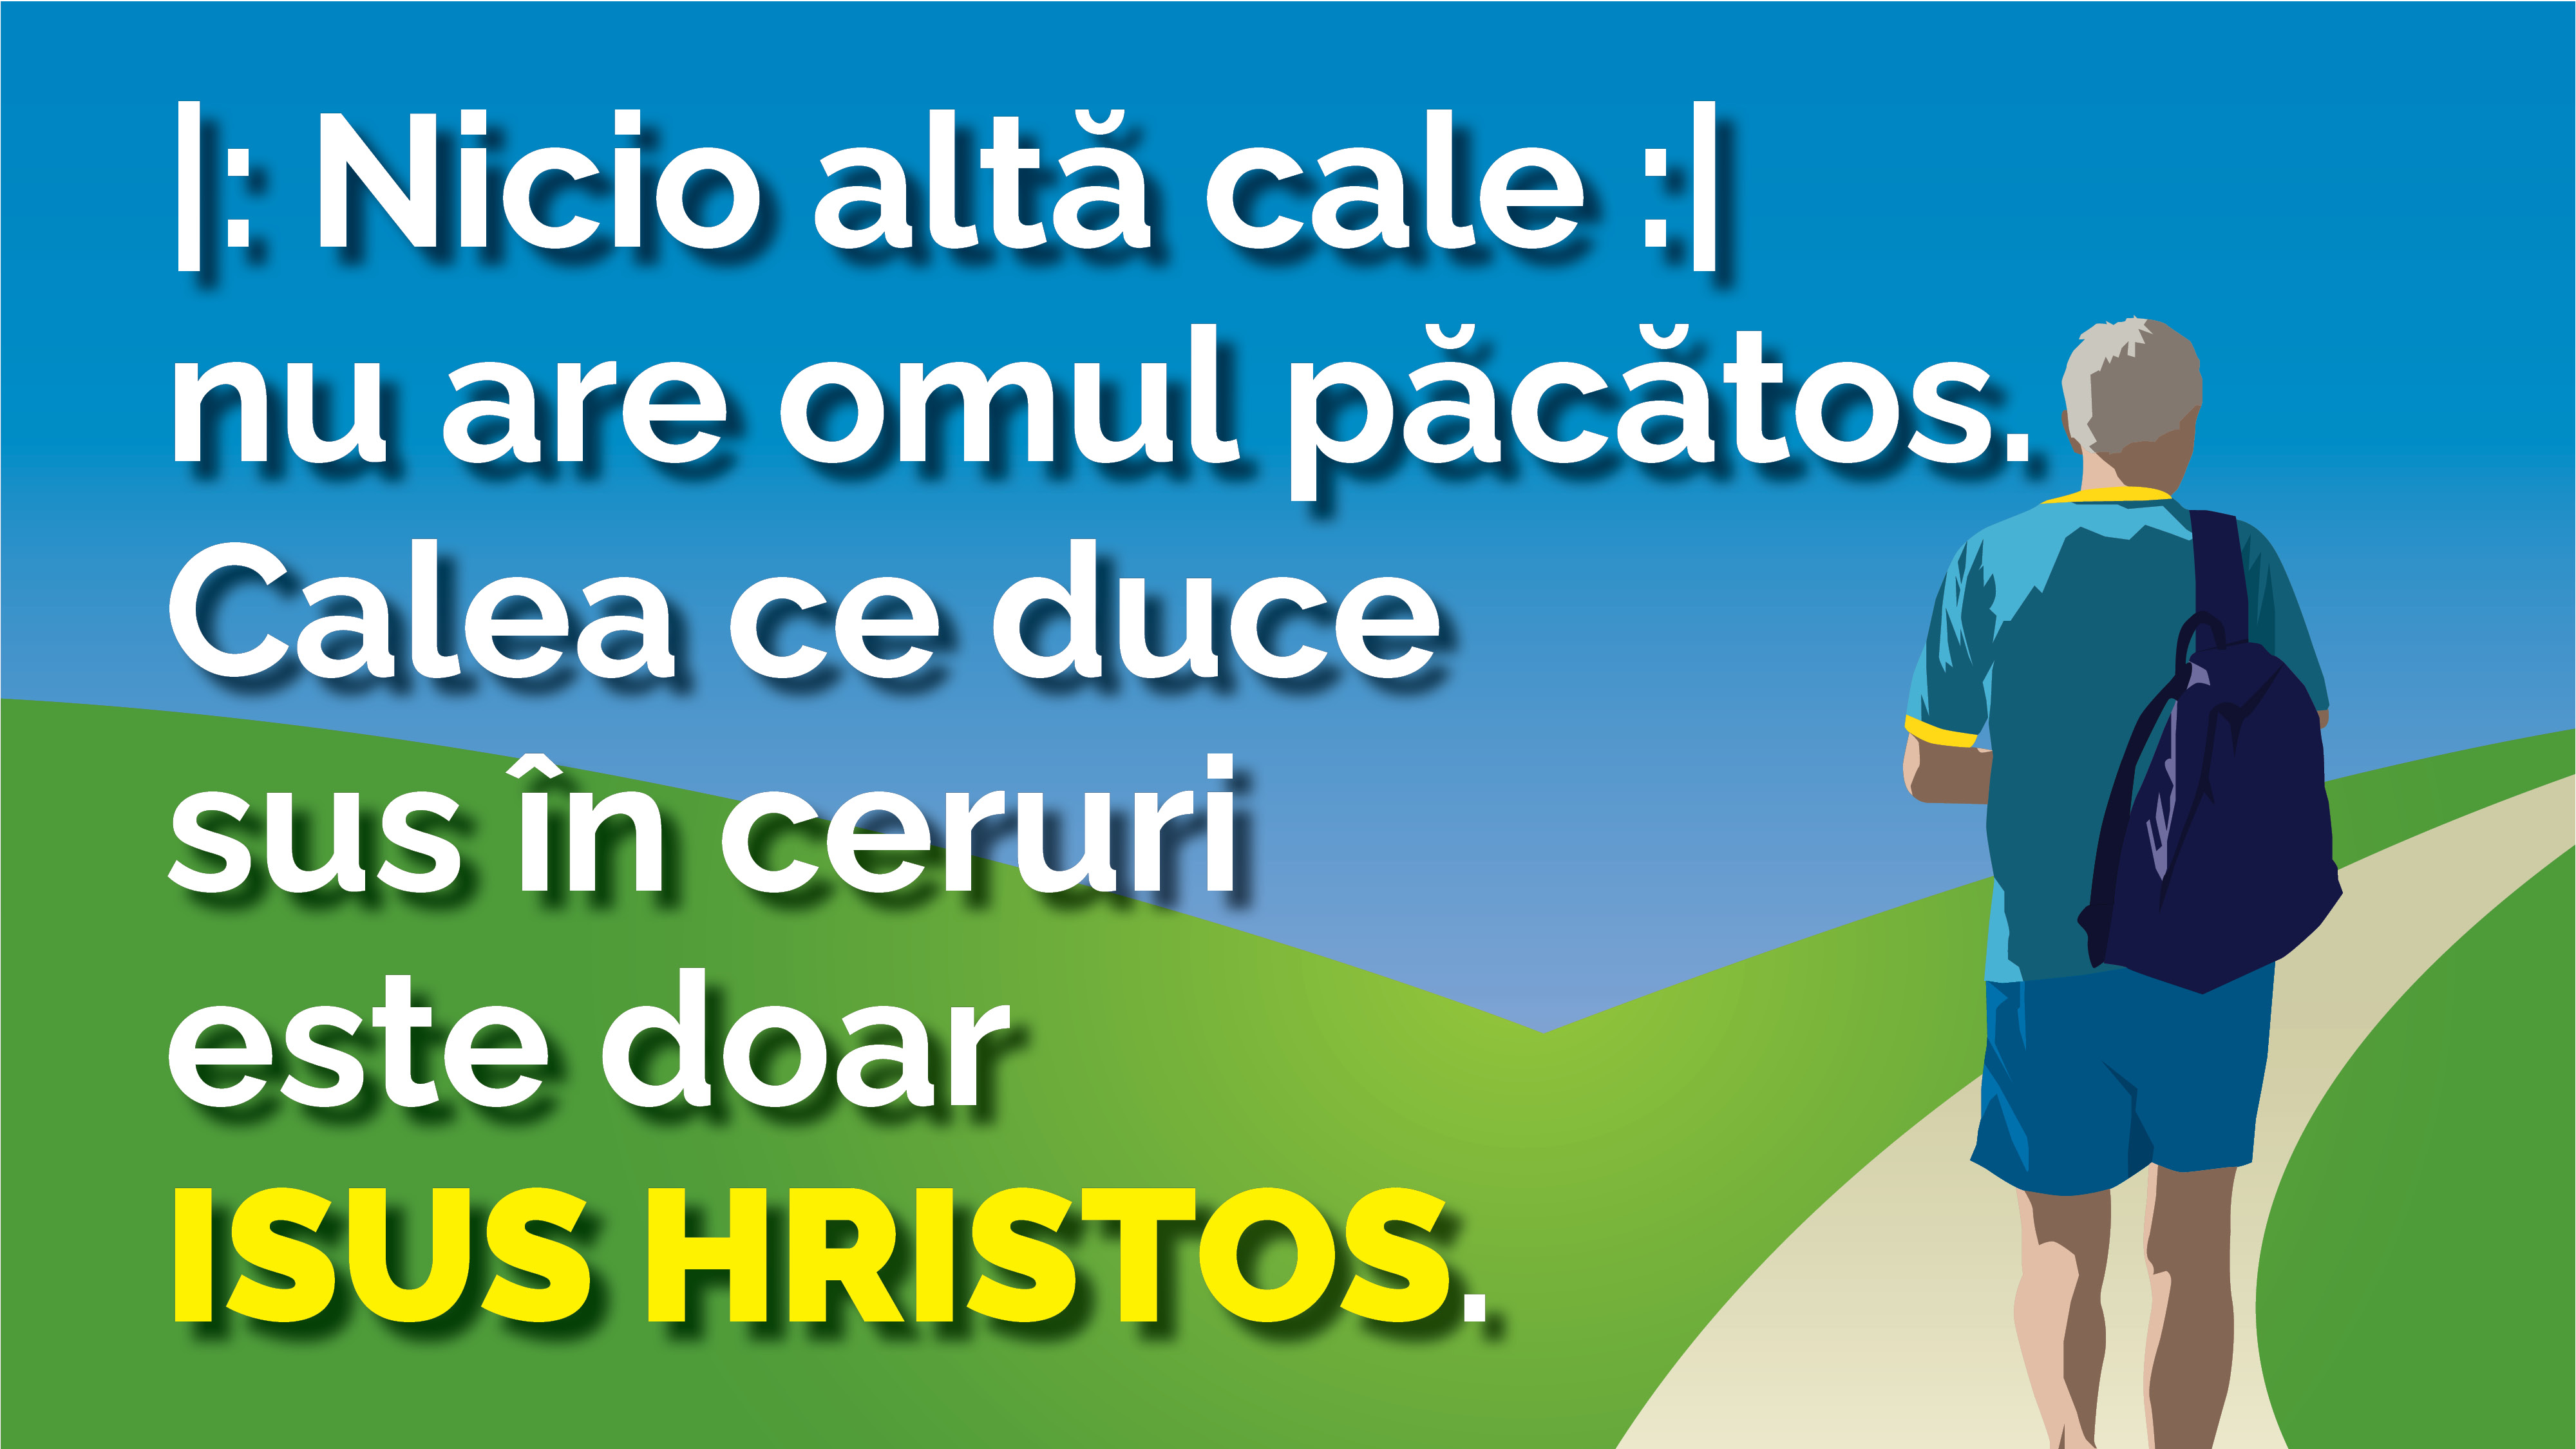 |: Nicio altă cale :|
nu are omul păcătos.
Calea ce duce
sus în ceruri
este doar
ISUS HRISTOS.